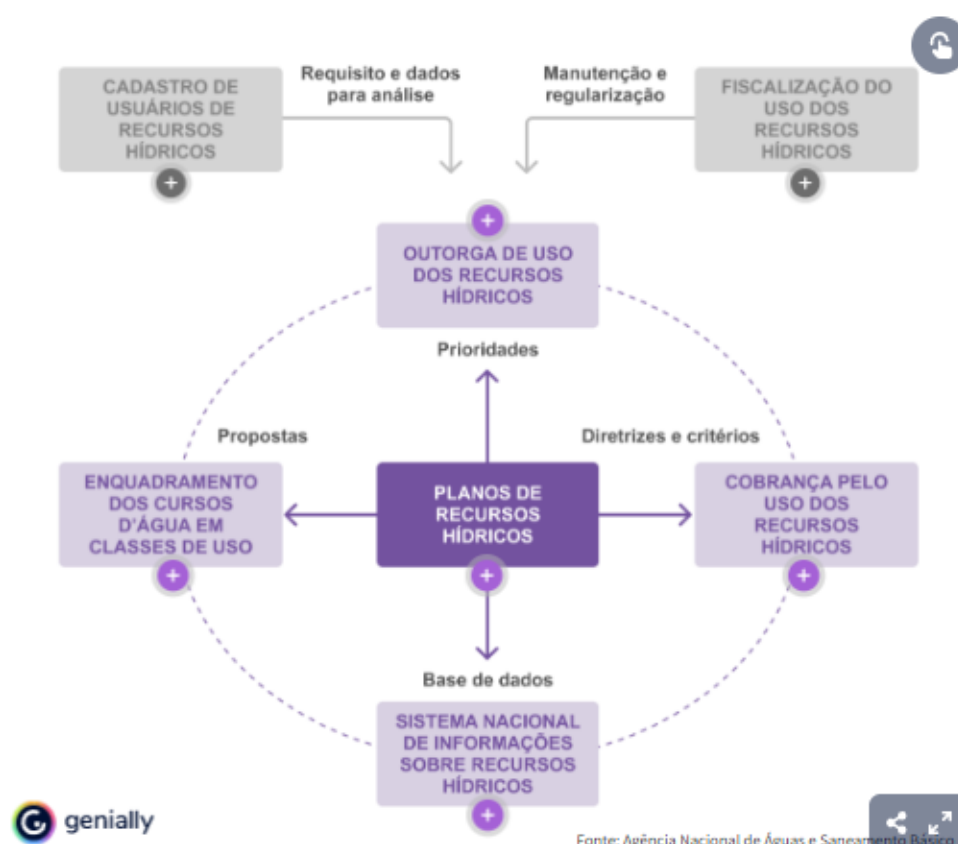 CADASTRO DE
USUÁRIOS DE
RECURSOS
HÍDRICOS
Requisito e dados
para análise
Manutenção e
regularização
FISCALIZAÇÃO DO
USO DOS
RECURSOS
HÍDRICOS
OUTORGA DE USO
DOS RECURSOS
HÍDRICOS
Prioridades
Propostas
Diretrizes e critérios
ENQUADRAMENTO
DOS CURSOS
D'ÁGUA EM
CLASSES DE USO
PLANOS DE
RECURSOS
HÍDRICOS
COBRANÇA PELO
USO DOS
RECURSOS
HÍDRICOS
Base de dados
SISTEMA NACIONAL
DE INFORMAÇÕES
SOBRE RECURSOS
HÍDRICOS
genially
Fonte: Agência Nacional de Águas e Saneamento Básico